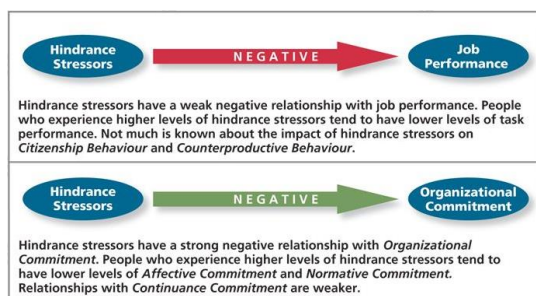 Hindrance Stressors
NEGATIVE
Job Performance
Hindrance stressors have a weak negative relationship with job performance. People
who experience higher levels of hindrance stressors tend to have lower levels of task
performance. Not much is known about the impact of hindrance stressors on
Citizenship Behaviour and Counterproductive Behaviour.
Hindrance Stressors
NEGATIVE
Organizational Commitment
Hindrance stressors have a strong negative relationship with Organizational
Commitment. People who experience higher levels of hindrance stressors tend to
have lower levels of Affective Commitment and Normative Commitment.
Relationships with Continuance Commitment are weaker.